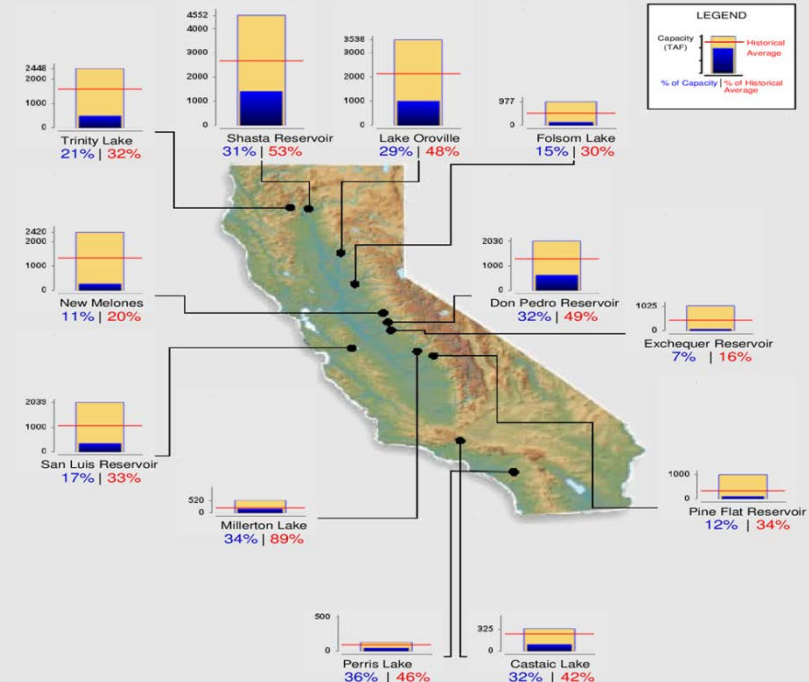 LEGEND
Capacity
(TAF)
Historical
Average
% of Capacity | % of Historical
Average
2448
2000
1000
0
Trinity Lake
21% | 32%
4552
4000
3000
2000
1000
0
Shasta Reservoir
31% | 53%
3538
3000
2000
1000
0
Lake Oroville
29% | 48%
977
0
Folsom Lake
15% | 30%
2420
2000
1000
0
New Melones
11% | 20%
2030
1000
0
Don Pedro Reservoir
32% | 49%
1025
0
Exchequer Reservoir
7% | 16%
2039
1000
0
San Luis Reservoir
17% | 33%
520
0
Millerton Lake
34% | 89%
1000
0
Pine Flat Reservoir
12% | 34%
500
0
Perris Lake
36% | 46%
325
0
Castaic Lake
32% | 42%